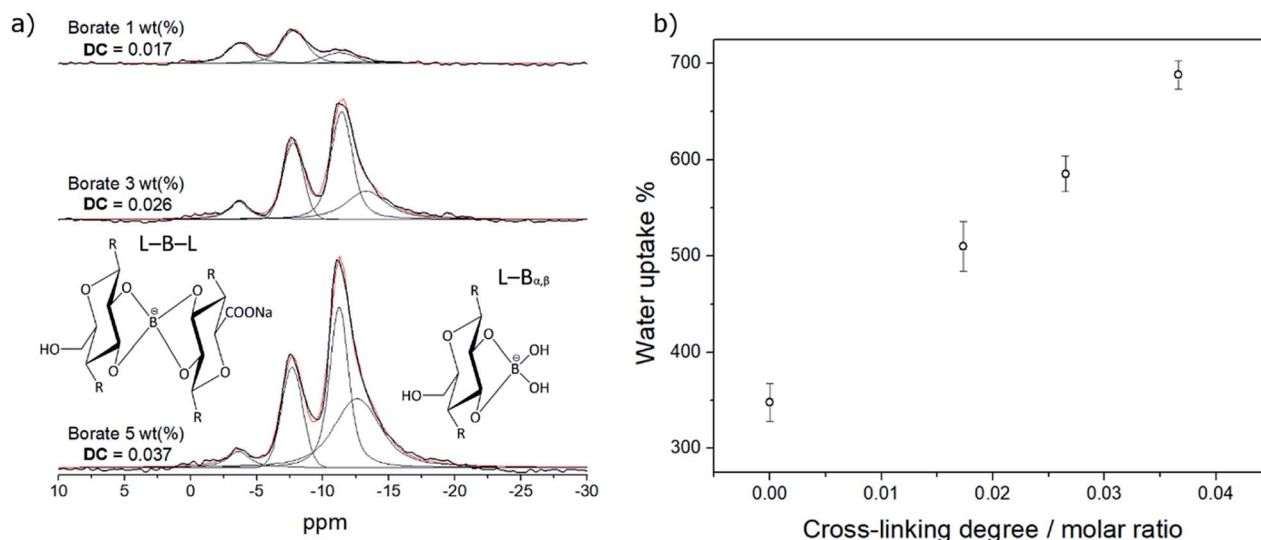 a)
Borate 1 wt(%)
DC = 0.017
Borate 3 wt(%)
DC = 0.026
L–B–L
R
O
O
O
O
B
⊖
R
COONa
HO
R
O
O
O
R
L–Bα,β
R
O
O
OH
B
⊖
OH
HO
O
R
Borate 5 wt(%)
DC = 0.037
10 5 0 -5 -10 -15 -20 -25 -30
ppm
b)
Water uptake %
700
600
500
400
300
0.00 0.01 0.02 0.03 0.04
Cross-linking degree / molar ratio